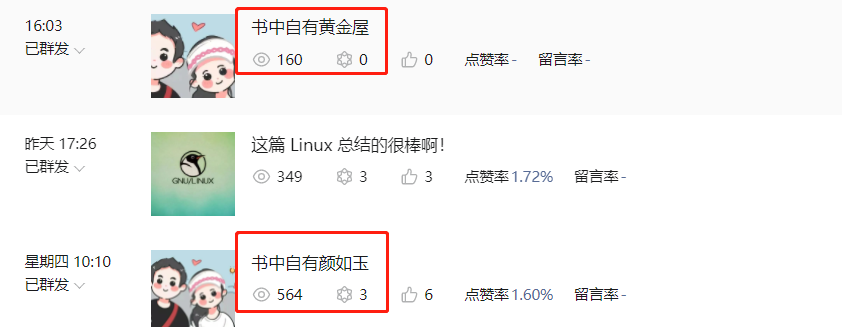 16:03
已群发
书中自有黄金屋
160 0 0 点赞率- 留言率-
昨天 17:26
已群发
GNU/LINUX
这篇 Linux 总结的很棒啊!
349 3 3 点赞率1.72% 留言率-
星期四 10:10
已群发
书中自有颜如玉
564 3 6 点赞率1.60% 留言率-